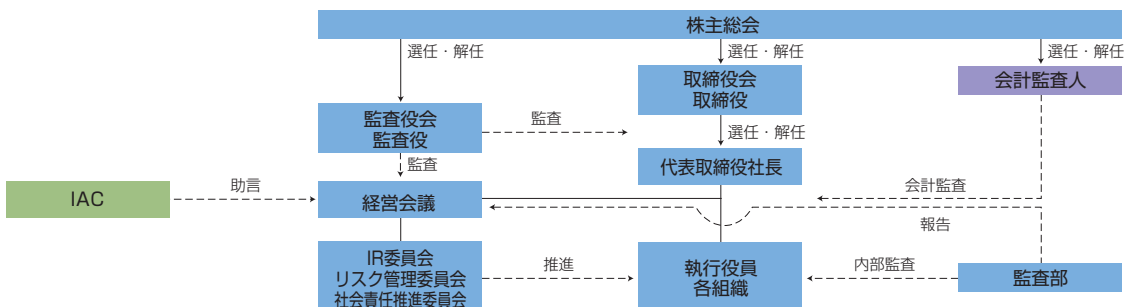 株主総会
選任・解任
選任・解任
選任・解任
取締役会
取締役
会計監査人
監査役会
監査役
監査
選任・解任
監査
代表取締役社長
IAC
助言
経営会議
会計監査
報告
IR委員会
リスク管理委員会
社会責任推進委員会
推進
執行役員
各組織
内部監査
監査部